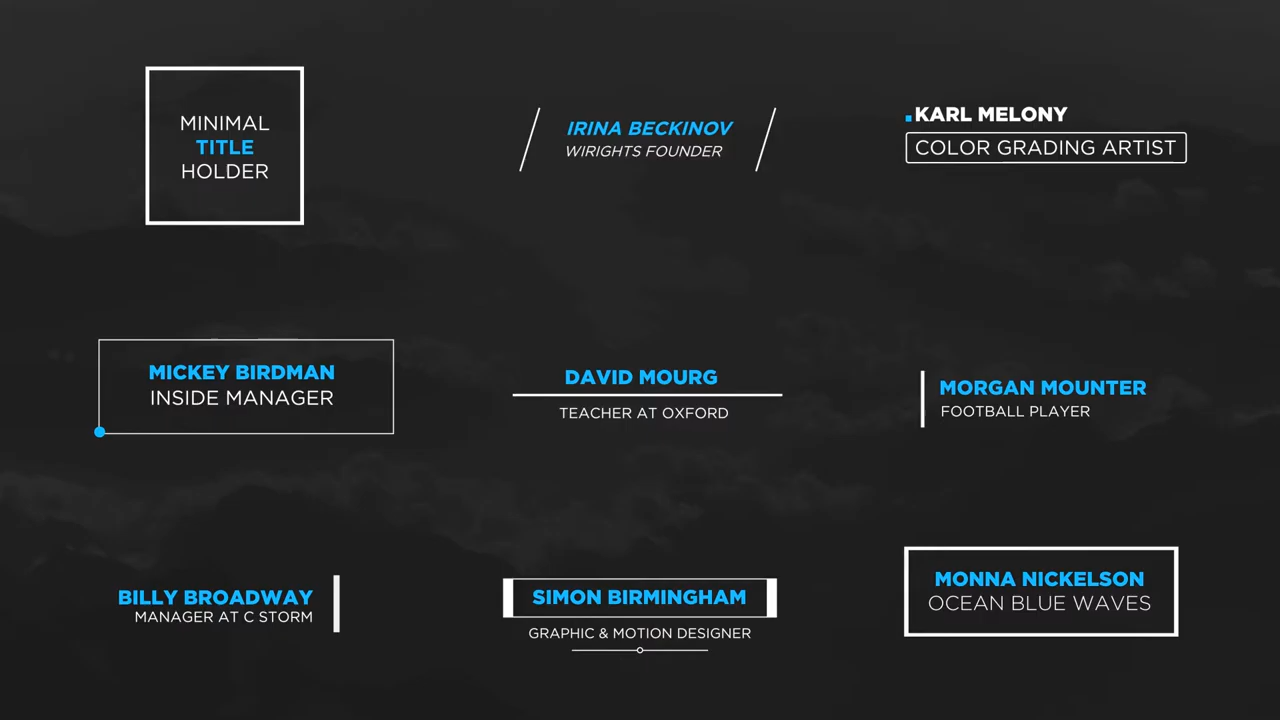 MINIMAL
TITLE
HOLDER
IRINA BECKINOV
WIRIGHTS FOUNDER
KARL MELONY
COLOR GRADING ARTIST
MICKEY BIRDMAN
INSIDE MANAGER
DAVID MOURG
TEACHER AT OXFORD
MORGAN MOUNTER
FOOTBALL PLAYER
BILLY BROADWAY
MANAGER AT C STORM
SIMON BIRMINGHAM
GRAPHIC & MOTION DESIGNER
MONNA NICKELSON
OCEAN BLUE WAVES